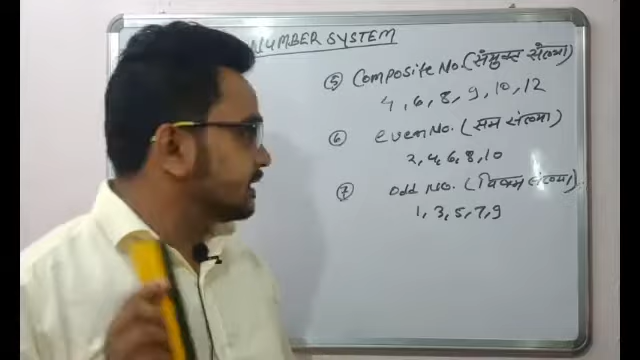 NUMBER SYSTEM
⑤ Composite No. (संयुक्त संख्या)
4, 6, 8, 9, 10, 12
⑥ even No. (सम संख्या)
2, 4, 6, 8, 10
⑦ odd No. (विषम संख्या)
1, 3, 5, 7, 9